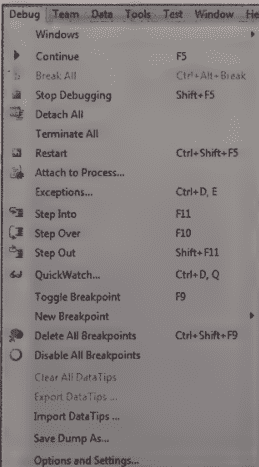 Debug Team Data Tools Test Window He
Windows
Continue F5
Break All Ctrl+Alt+Break
Stop Debugging Shift+F5
Detach All
Terminate All
Restart Ctrl+Shift+F5
Attach to Process...
Exceptions... Ctrl+D, E
Step Into F11
Step Over F10
Step Out Shift+F11
QuickWatch... Ctrl+D, Q
Toggle Breakpoint F9
New Breakpoint
Delete All Breakpoints Ctrl+Shift+F9
Disable All Breakpoints
Clear All DataTips
Export DataTips ...
Import DataTips ...
Save Dump As...
Options and Settings...